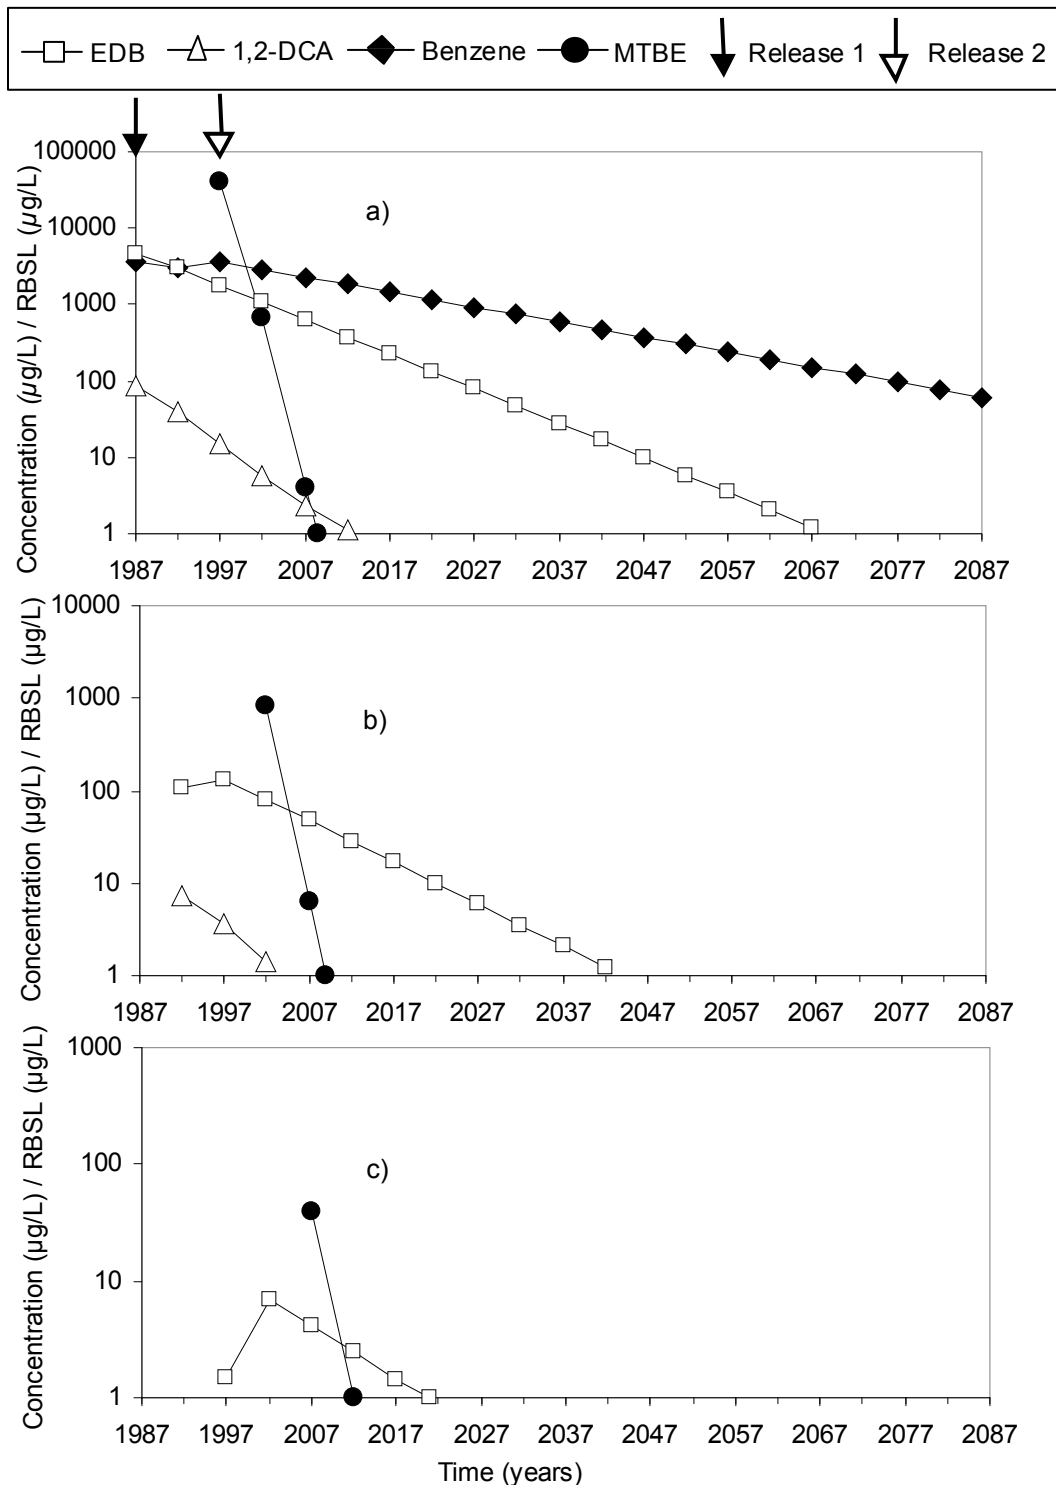 EDB 1,2-DCA Benzene MTBE Release 1 Release 2
Concentration (µg/L) / RBSL (µg/L)
100000
10000
1000
100
10
1
a)
1987 1997 2007 2017 2027 2037 2047 2057 2067 2077 2087
Concentration (µg/L) / RBSL (µg/L)
10000
1000
100
10
1
b)
1987 1997 2007 2017 2027 2037 2047 2057 2067 2077 2087
Concentration (µg/L) / RBSL (µg/L)
1000
100
10
1
c)
1987 1997 2007 2017 2027 2037 2047 2057 2067 2077 2087
Time (years)